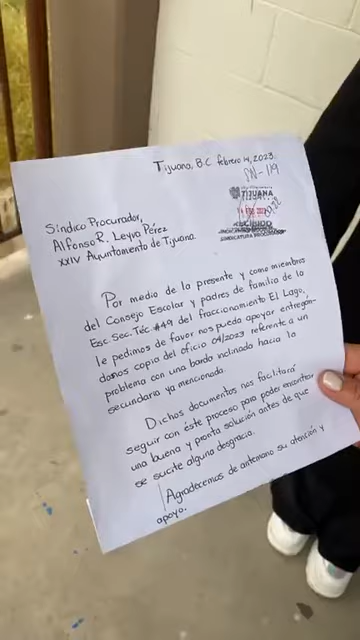 Tijuana, B.C. febrero 14, 2023.
SN-119
TIJUANA
RECIBIDO
SINDICATURA PROCURADORA
Síndico Procurador,
Alfonso R. Leyva Pérez
XXIV Ayuntamiento de Tijuana.
Por medio de la presente y como miembros
del Consejo Escolar y padres de familia de la
Esc. Sec. Téc. #49 del fraccionamiento El Lago,
le pedimos de favor nos pueda apoyar entregán-
donos copia del oficio 04/2023 referente a un
problema con una barda inclinada hacia la
secundaria ya mencionada.
Dichos documentos nos facilitará
seguir con éste proceso para poder encontrar
una buena y pronta solución antes de que
se sucite alguna desgracia.
Agradecemos de antemano su atención y
apoyo.